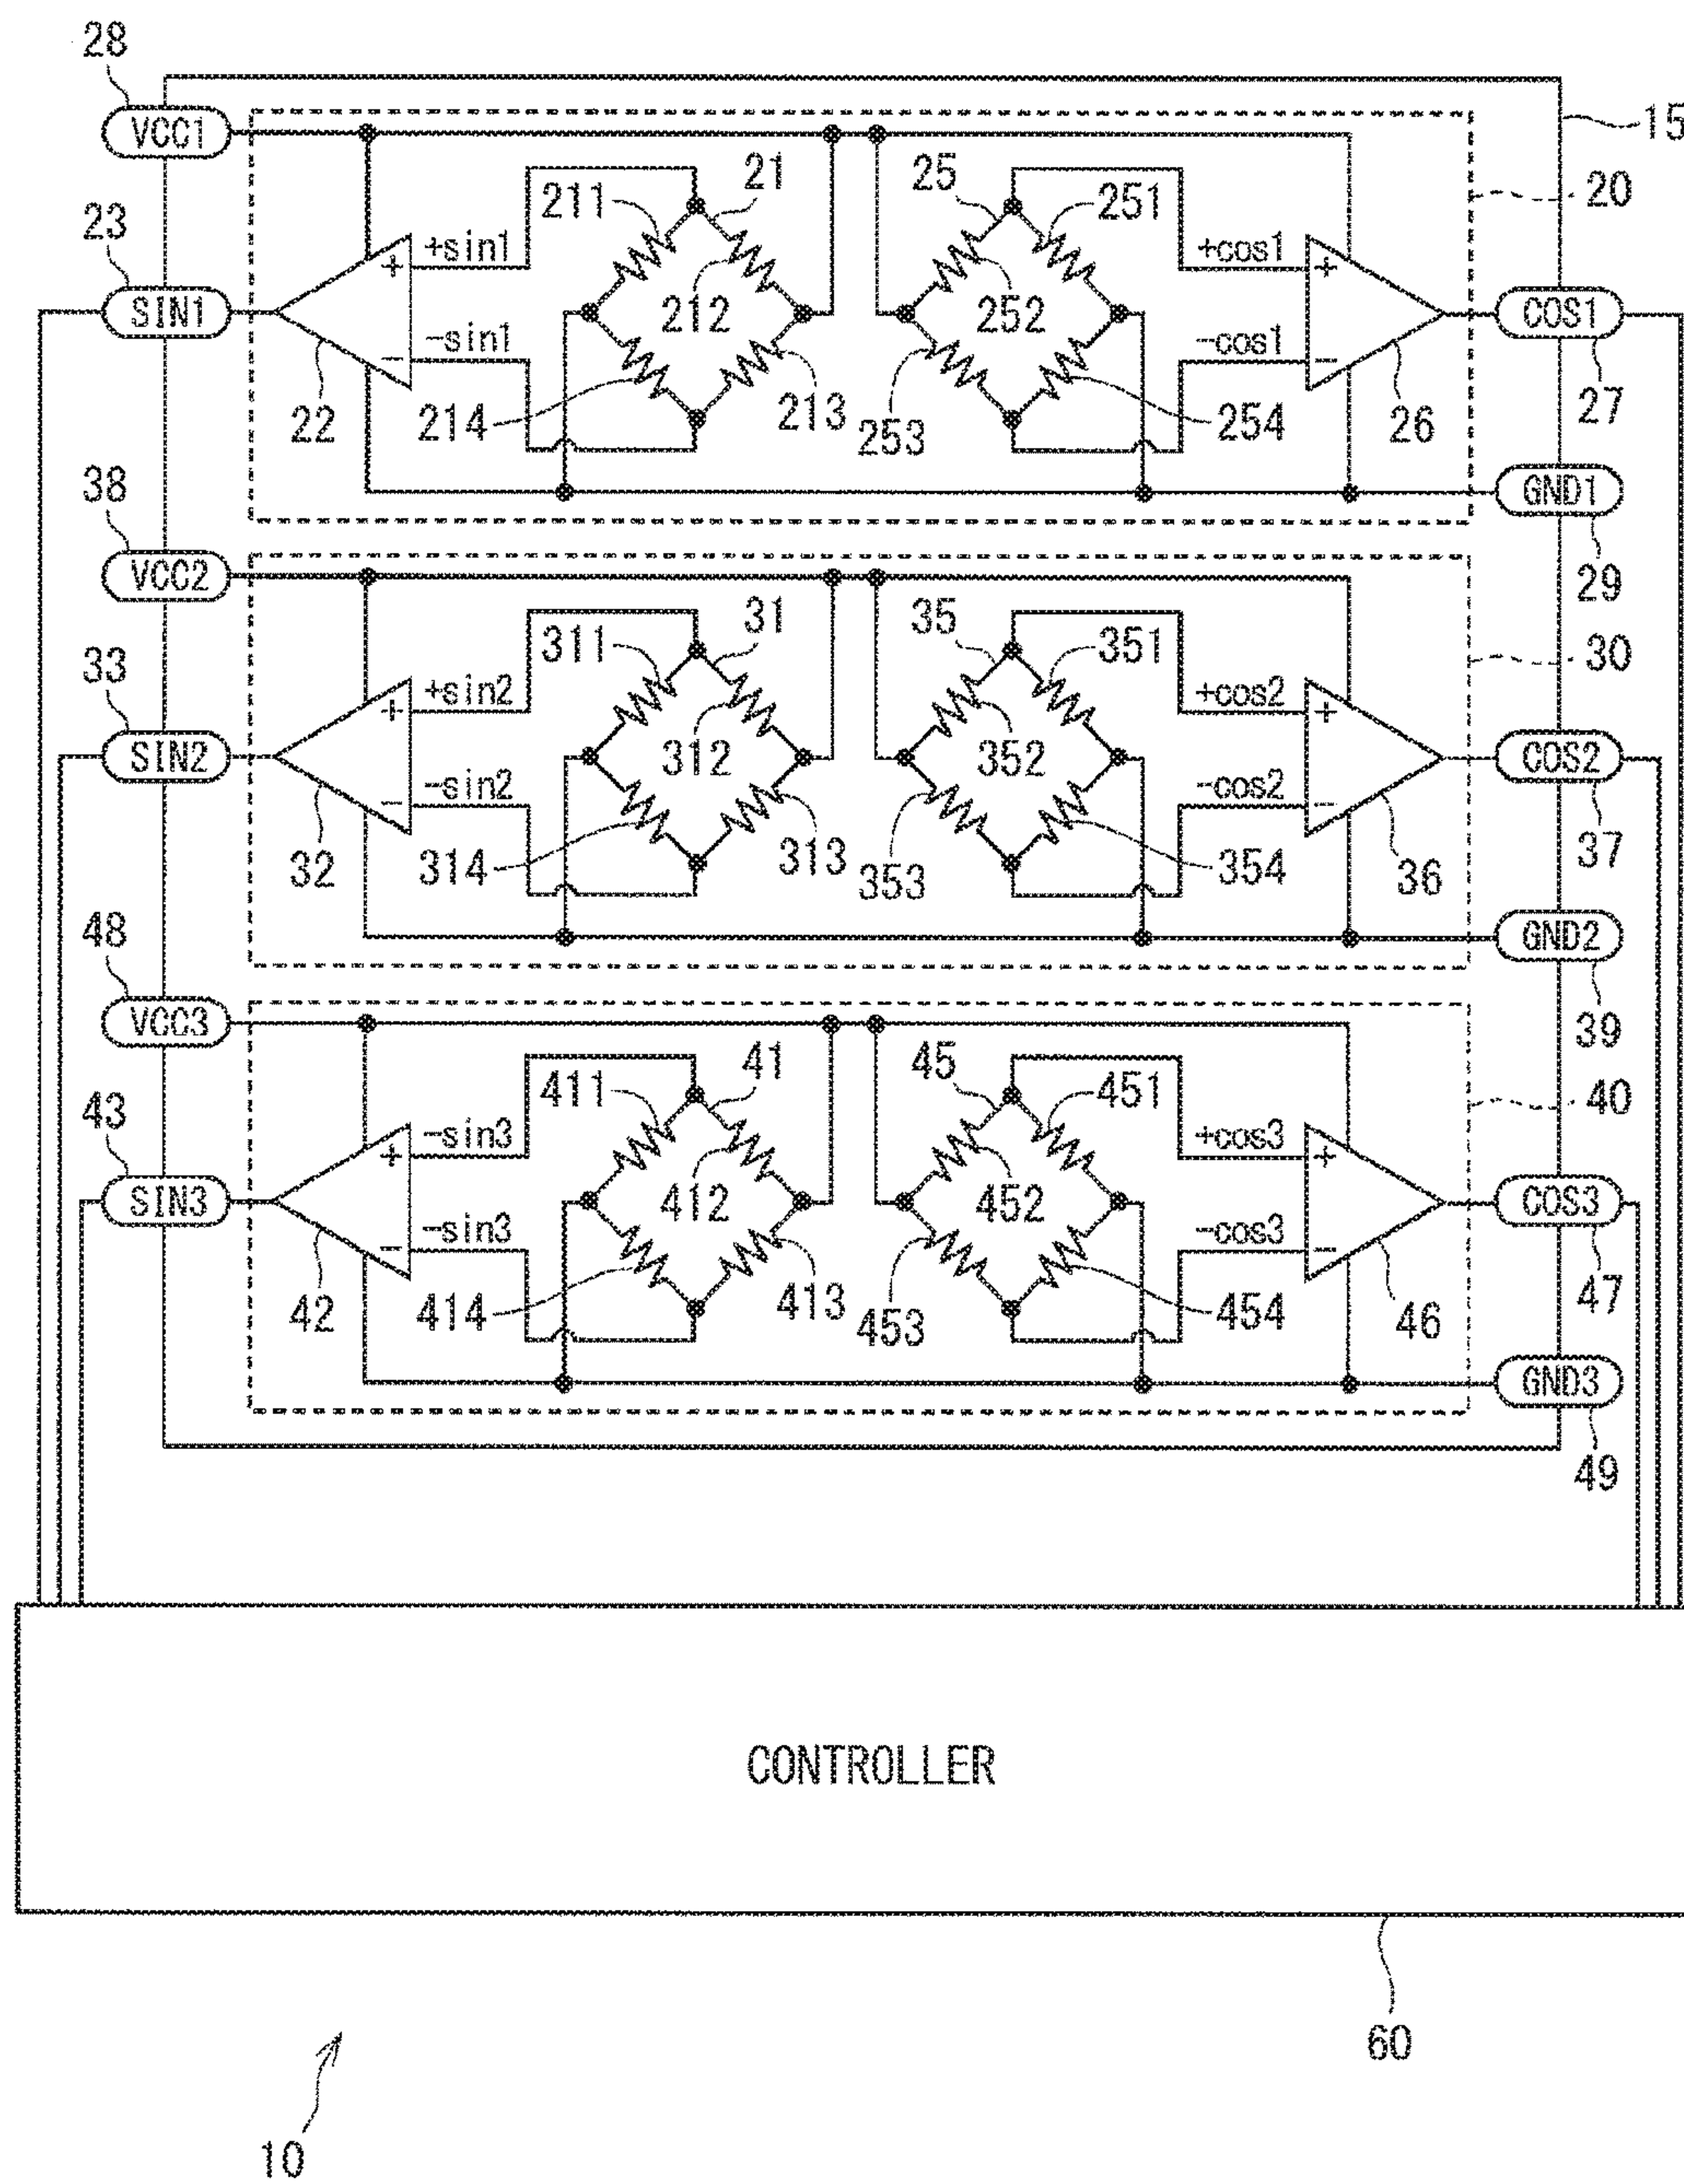 28
VCC1
15
21
25
20
211
251
23
+sin1
+cos1
SIN1
212
252
COS1
-sin1
-cos1
22
214
213
253
254
26
27
38
GND1
VCC2
29
31
35
311
351
30
33
+sin2
+cos2
SIN2
312
352
COS2
-sin2
-cos2
32
314
313
353
354
36
37
48
GND2
VCC3
39
41
45
411
451
40
43
-sin3
+cos3
SIN3
412
452
COS3
-sin3
-cos3
42
414
413
453
454
46
47
GND3
49
CONTROLLER
60
10